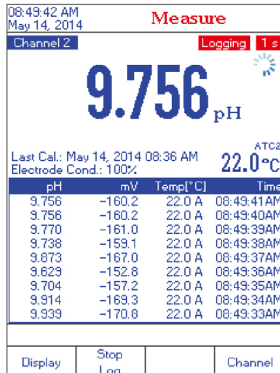 08:49:42 AM
May 14, 2014
Measure
Channel 2
Logging 1 s
9.756 pH
ATC2
Last Cal.: May 14, 2014 08:36 AM
Electrode Cond.: 100%
22.0°C
pH mV Temp[°C] Time
9.756 -160.2 22.0 A 08:49:41AM
9.756 -160.2 22.0 A 08:49:40AM
9.770 -161.0 22.0 A 08:49:39AM
9.738 -159.1 22.0 A 08:49:38AM
9.873 -167.0 22.0 A 08:49:37AM
9.629 -152.8 22.0 A 08:49:36AM
9.704 -157.2 22.0 A 08:49:35AM
9.914 -169.3 22.0 A 08:49:34AM
9.939 -170.8 22.0 A 08:49:33AM
Display
Stop
Log
Channel